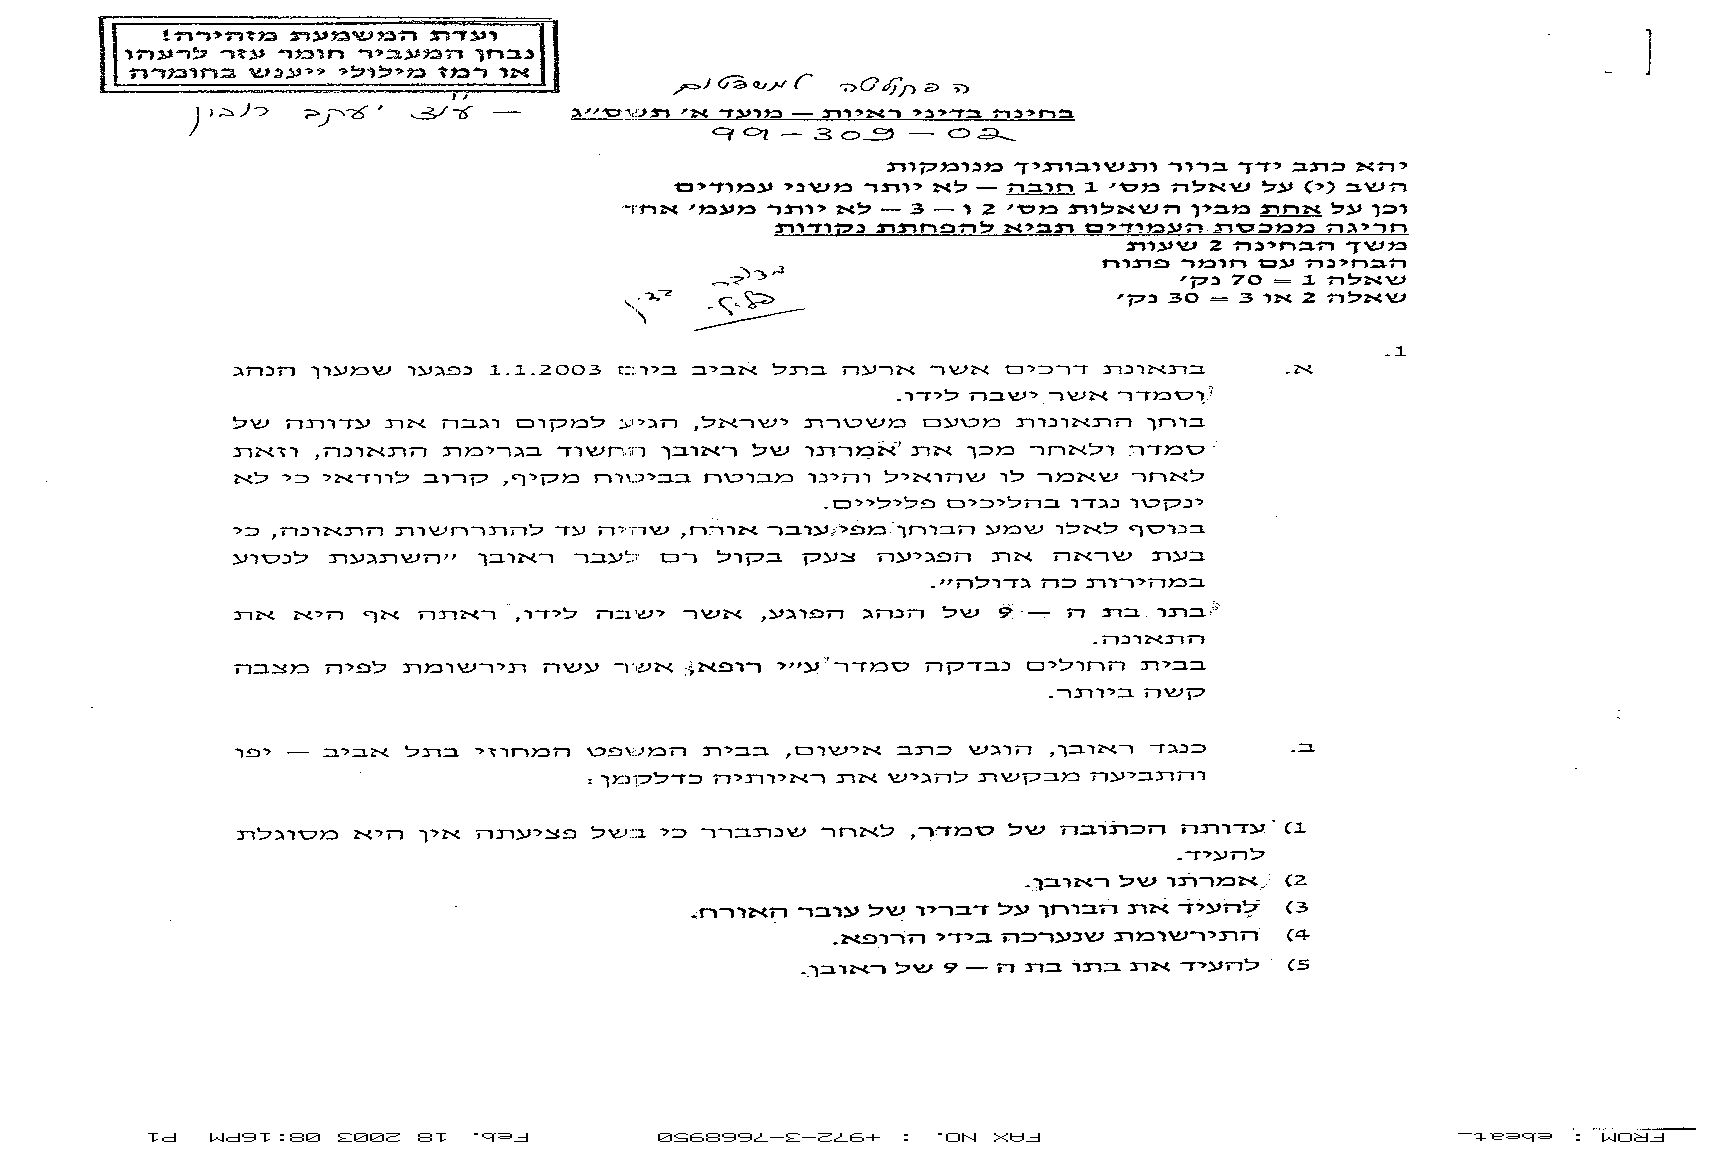 ועדת המשמעת מזהירה!
נבחן המעביר חומר עזר לרעהו
או רמז מילולי ייענש בחומרה
הפקולטה למשפטים
בחינה בדיני ראיות – מועד א' תשס"ג – עו"ד יעקב רובין
99-309-02
יהא כתב ידך ברור ותשובותיך מנומקות
השב (י) על שאלה מס' 1 חובה – לא יותר משני עמודים
וכן על אחת מבין השאלות מס' 2 ו – 3 – לא יותר מעמ' אחד
חריגה ממכסת העמודים תביא להפחתת נקודות
משך הבחינה 2 שעות
הבחינה עם חומר פתוח
שאלה 1 = 70 נק'
שאלה 2 או 3 = 30 נק'
1.
א. בתאונת דרכים אשר ארעה בתל אביב ביום 1.1.2003 נפגעו שמעון הנהג
וסמדר אשר ישבה לידו.
בוחן התאונות מטעם משטרת ישראל, הגיע למקום וגבה את עדותה של
סמדר ולאחר מכן את אמרתו של ראובן החשוד בגרימת התאונה, וזאת
לאחר שאמר לו שהואיל והינו מבוטח בביטוח מקיף, קרוב לוודאי כי לא
ינקטו נגדו בהליכים פליליים.
בנוסף לאלו שמע הבוחן מפי עובר אורח, שהיה עד להתרחשות התאונה, כי
בעת שראה את הפגיעה צעק בקול רם לעבר ראובן "השתגעת לנסוע
במהירות כה גדולה".
בתו בת ה – 9 של הנהג הפוגע, אשר ישבה לידו, ראתה אף היא את
התאונה.
בבית החולים נבדקה סמדר ע"י רופא, אשר עשה תירשומת לפיה מצבה
קשה ביותר.
ב. כנגד ראובן, הוגש כתב אישום, בבית המשפט המחוזי בתל אביב – יפו
והתביעה מבקשת להגיש את ראיותיה כדלקמן:
1) עדותה הכתובה של סמדר, לאחר שנתברר כי בשל פציעתה אין היא מסוגלת
להעיד.
2) אמרתו של ראובן.
3) להעיד את הבוחן על דבריו של עובר האורח.
4) התירשומת שנערכה בידי הרופא.
5) להעיד את בתו בת ה – 9 של ראובן.
FROM : ebeat FAX NO. : +972-3-7668950 Feb. 18 2003 08:16PM P1